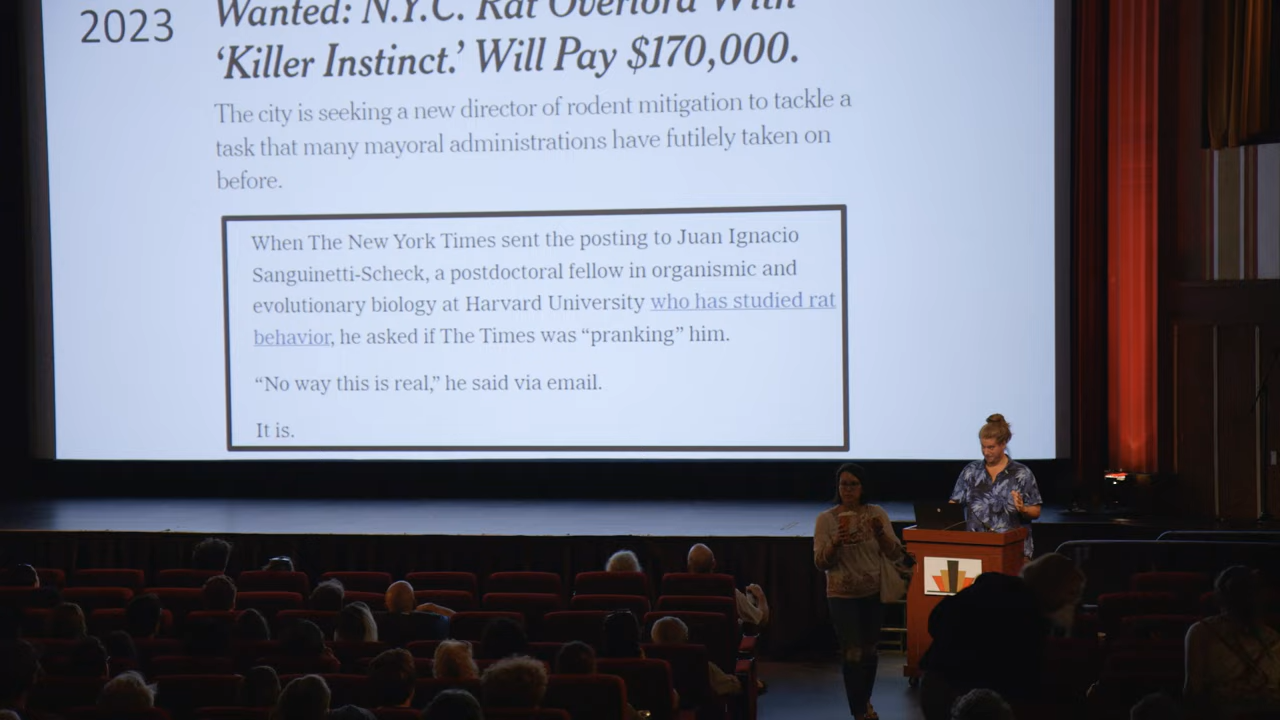 2023
Wanted: N.Y.C. Rat Overlord With
‘Killer Instinct.’ Will Pay $170,000.
The city is seeking a new director of rodent mitigation to tackle a
task that many mayoral administrations have futilely taken on
before.
When The New York Times sent the posting to Juan Ignacio
Sanguinetti-Scheck, a postdoctoral fellow in organismic and
evolutionary biology at Harvard University who has studied rat
behavior, he asked if The Times was “pranking” him.
“No way this is real,” he said via email.
It is.